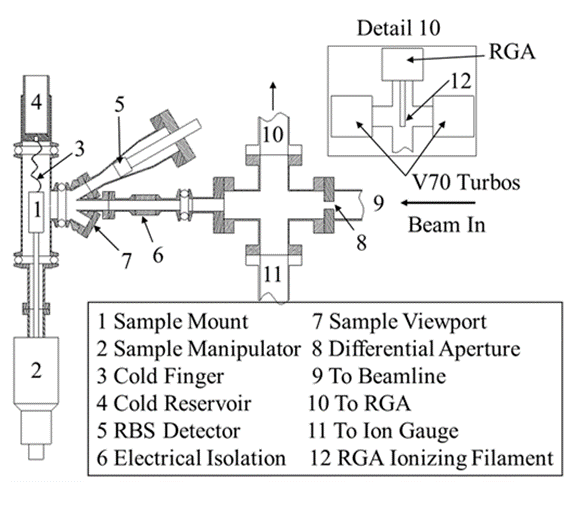 Detail 10
RGA
12
V70 Turbos
4
3
5
10
1
9
Beam In
7
6
8
11
2
1 Sample Mount
2 Sample Manipulator
3 Cold Finger
4 Cold Reservoir
5 RBS Detector
6 Electrical Isolation
7 Sample Viewport
8 Differential Aperture
9 To Beamline
10 To RGA
11 To Ion Gauge
12 RGA Ionizing Filament